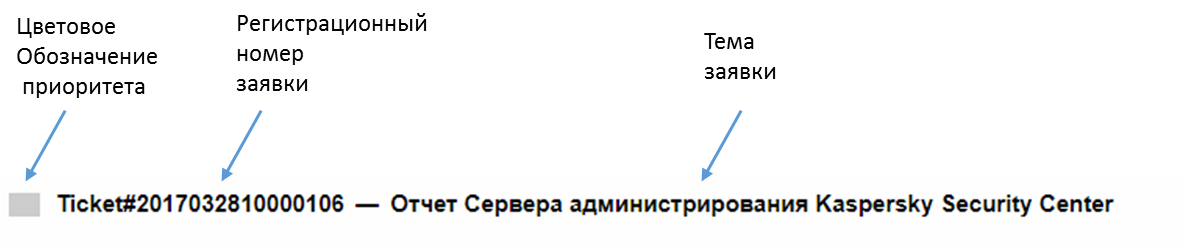 Цветовое
Обозначение
приоритета
Регистрационный
номер
заявки
Тема
заявки
Ticket#2017032810000106 — Отчет Сервера администрирования Kaspersky Security Center